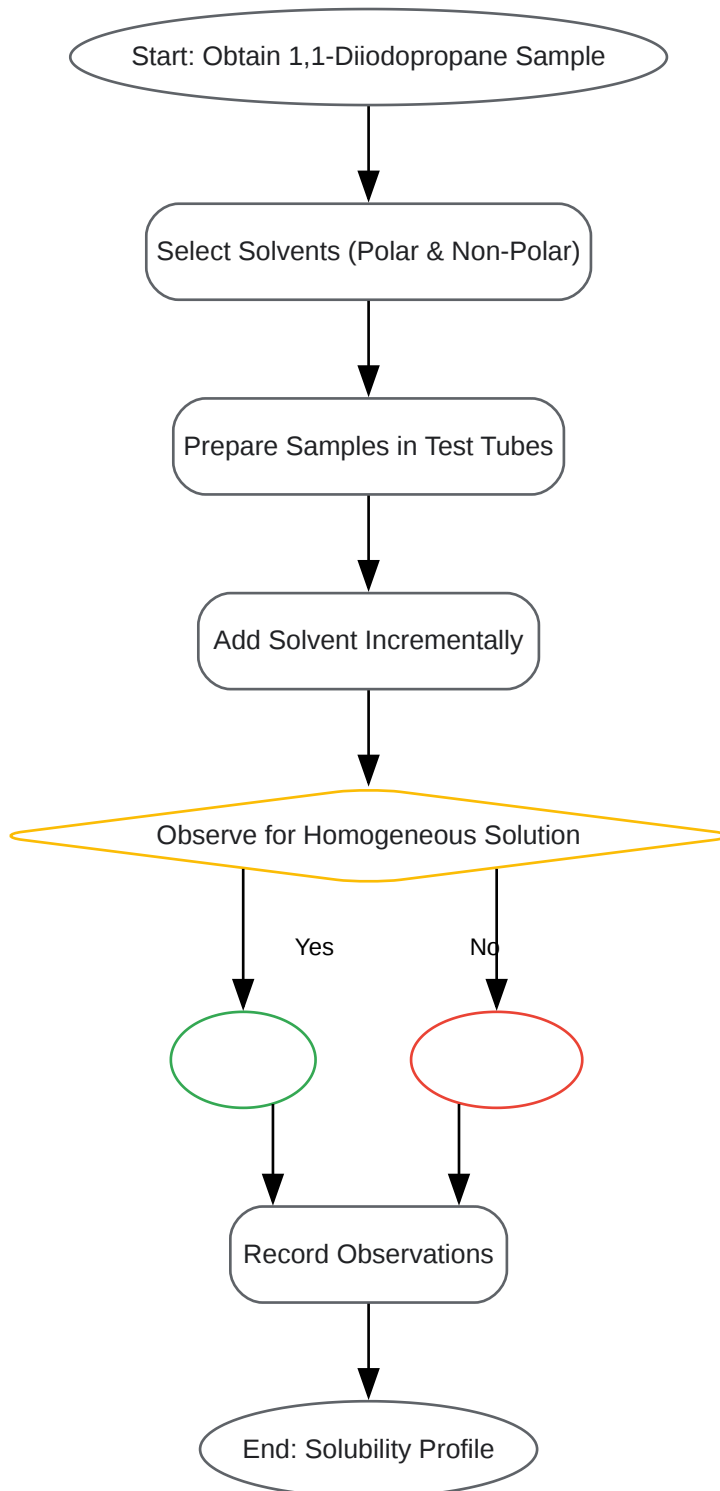 Start: Obtain 1,1-Diiodopropane Sample
Select Solvents (Polar & Non-Polar)
Prepare Samples in Test Tubes
Add Solvent Incrementally
Observe for Homogeneous Solution
Yes
No
Record Observations
End: Solubility Profile